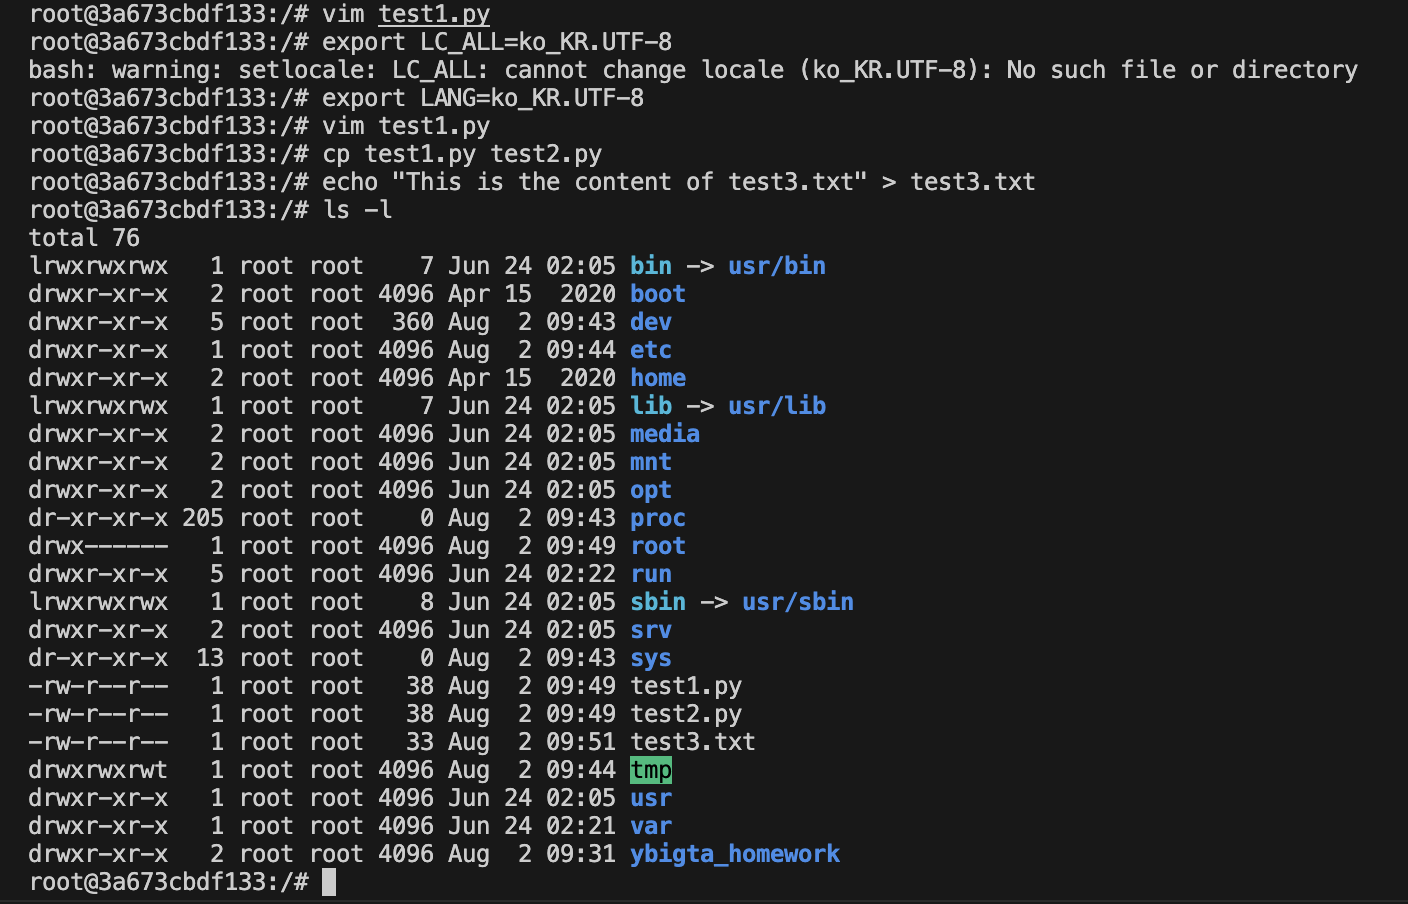 root@3a673cbdf133:/# vim test1.py
root@3a673cbdf133:/# export LC_ALL=ko_KR.UTF-8
bash: warning: setlocale: LC_ALL: cannot change locale (ko_KR.UTF-8): No such file or directory
root@3a673cbdf133:/# export LANG=ko_KR.UTF-8
root@3a673cbdf133:/# vim test1.py
root@3a673cbdf133:/# cp test1.py test2.py
root@3a673cbdf133:/# echo "This is the content of test3.txt" > test3.txt
root@3a673cbdf133:/# ls -l
total 76
lrwxrwxrwx   1 root root    7 Jun 24 02:05 bin -> usr/bin
drwxr-xr-x   2 root root 4096 Apr 15  2020 boot
drwxr-xr-x   5 root root  360 Aug  2 09:43 dev
drwxr-xr-x   1 root root 4096 Aug  2 09:44 etc
drwxr-xr-x   2 root root 4096 Apr 15  2020 home
lrwxrwxrwx   1 root root    7 Jun 24 02:05 lib -> usr/lib
drwxr-xr-x   2 root root 4096 Jun 24 02:05 media
drwxr-xr-x   2 root root 4096 Jun 24 02:05 mnt
drwxr-xr-x   2 root root 4096 Jun 24 02:05 opt
dr-xr-xr-x 205 root root    0 Aug  2 09:43 proc
drwx------   1 root root 4096 Aug  2 09:49 root
drwxr-xr-x   5 root root 4096 Jun 24 02:22 run
lrwxrwxrwx   1 root root    8 Jun 24 02:05 sbin -> usr/sbin
drwxr-xr-x   2 root root 4096 Jun 24 02:05 srv
dr-xr-xr-x  13 root root    0 Aug  2 09:43 sys
-rw-r--r--   1 root root   38 Aug  2 09:49 test1.py
-rw-r--r--   1 root root   38 Aug  2 09:49 test2.py
-rw-r--r--   1 root root   33 Aug  2 09:51 test3.txt
drwxrwxrwt   1 root root 4096 Aug  2 09:44 tmp
drwxr-xr-x   1 root root 4096 Jun 24 02:05 usr
drwxr-xr-x   1 root root 4096 Jun 24 02:21 var
drwxr-xr-x   2 root root 4096 Aug  2 09:31 ybigta_homework
root@3a673cbdf133:/#